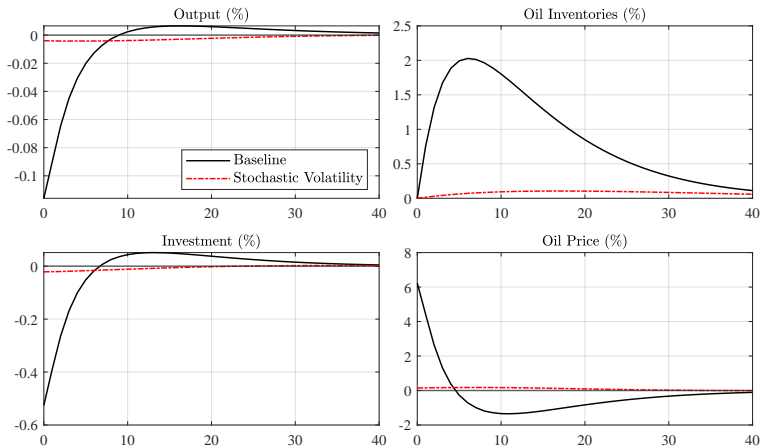 Output (%)
0
-0.02
-0.04
-0.06
-0.08
-0.1
0 10 20 30 40
Baseline
Stochastic Volatility
Oil Inventories (%)
2.5
2
1.5
1
0.5
0
0 10 20 30 40
Investment (%)
0
-0.2
-0.4
-0.6
0 10 20 30 40
Oil Price (%)
8
6
4
2
0
-2
0 10 20 30 40